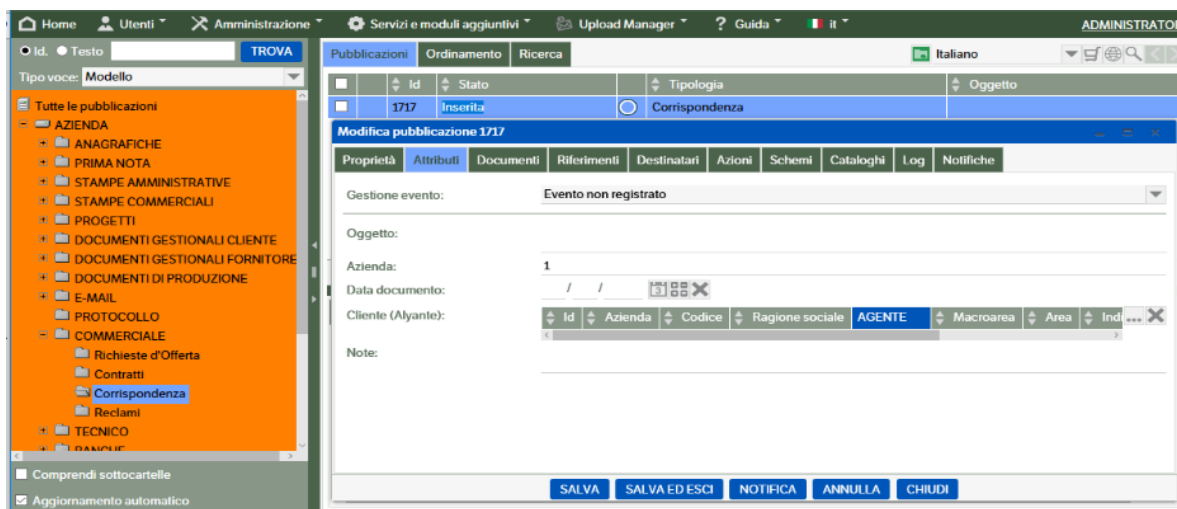 Home Utenti Amministrazione Servizi e moduli aggiuntivi Upload Manager ? Guida it ADMINISTRATO
Id. Testo TROVA
Tipo voce: Modello
Tutte le pubblicazioni
AZIENDA
ANAGRAFICHE
PRIMA NOTA
STAMPE AMMINISTRATIVE
STAMPE COMMERCIALI
PROGETTI
DOCUMENTI GESTIONALI CLIENTE
DOCUMENTI GESTIONALI FORNITORE
DOCUMENTI DI PRODUZIONE
E-MAIL
PROTOCOLLO
COMMERCIALE
Richieste d'Offerta
Contratti
Corrispondenza
Reclami
TECNICO
BANCHE
Comprendi sottocartelle
Aggiornamento automatico
Pubblicazioni Ordinamento Ricerca Italiano
Id Stato Tipologia Oggetto
1717 Inserita Corrispondenza
Modifica pubblicazione 1717
Proprietà Attributi Documenti Riferimenti Destinatari Azioni Schemi Cataloghi Log Notifiche
Gestione evento: Evento non registrato
Oggetto:
Azienda: 1
Data documento: __/__/____
Cliente (Alyante): Id Azienda Codice Ragione sociale AGENTE Macroarea Area Indi ...
Note:
SALVA SALVA ED ESCI NOTIFICA ANNULLA CHIUDI